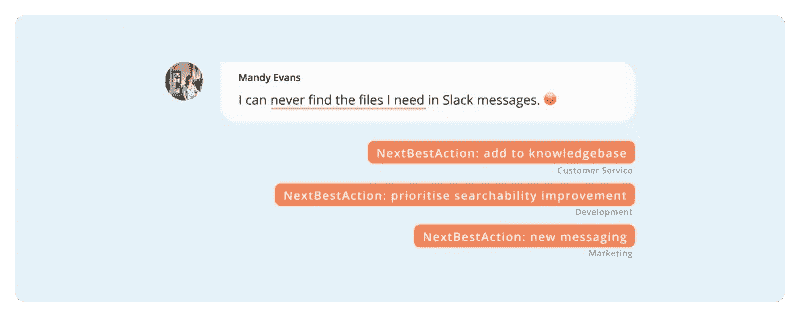 Mandy Evans
I can never find the files I need in Slack messages. 😡
NextBestAction: add to knowledgebase
Customer Service
NextBestAction: prioritise searchability improvement
Development
NextBestAction: new messaging
Marketing